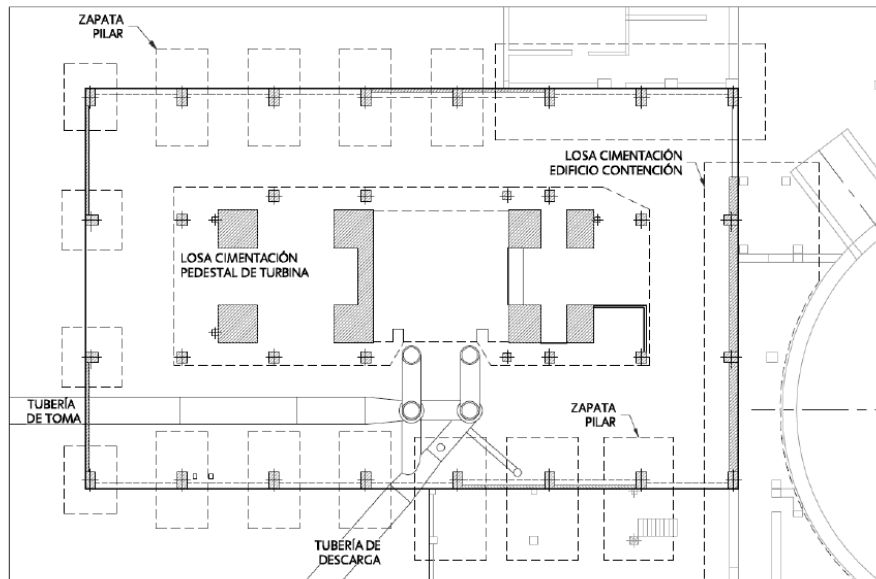 ZAPATA
PILAR
LOSA CIMENTACIÓN
EDIFICIO CONTENCIÓN
LOSA CIMENTACIÓN
PEDESTAL DE TURBINA
TUBERÍA
DE TOMA
ZAPATA
PILAR
TUBERÍA DE
DESCARGA